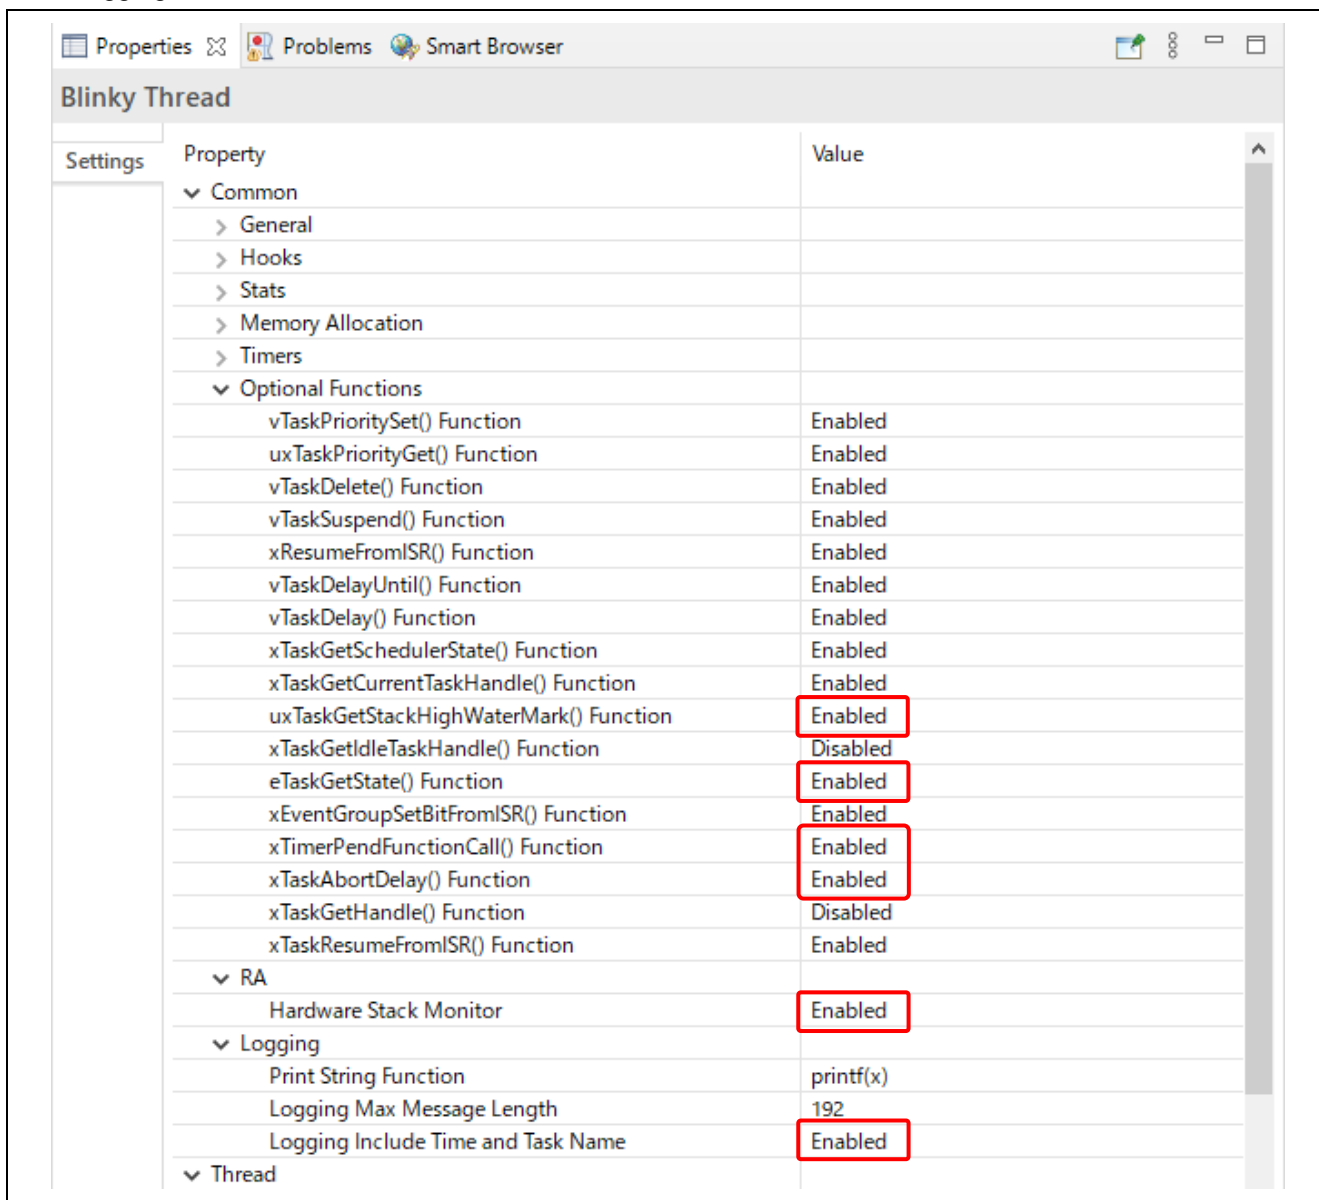 Properties Problems Smart Browser
Blinky Thread
Settings Property Value
Common
General
Hooks
Stats
Memory Allocation
Timers
Optional Functions
vTaskPrioritySet() Function Enabled
uxTaskPriorityGet() Function Enabled
vTaskDelete() Function Enabled
vTaskSuspend() Function Enabled
xResumeFromISR() Function Enabled
vTaskDelayUntil() Function Enabled
vTaskDelay() Function Enabled
xTaskGetSchedulerState() Function Enabled
xTaskGetCurrentTaskHandle() Function Enabled
uxTaskGetStackHighWaterMark() Function Enabled
xTaskGetIdleTaskHandle() Function Disabled
eTaskGetState() Function Enabled
xEventGroupSetBitFromISR() Function Enabled
xTimerPendFunctionCall() Function Enabled
xTaskAbortDelay() Function Enabled
xTaskGetHandle() Function Disabled
xTaskResumeFromISR() Function Enabled
RA
Hardware Stack Monitor Enabled
Logging
Print String Function printf(x)
Logging Max Message Length 192
Logging Include Time and Task Name Enabled
Thread